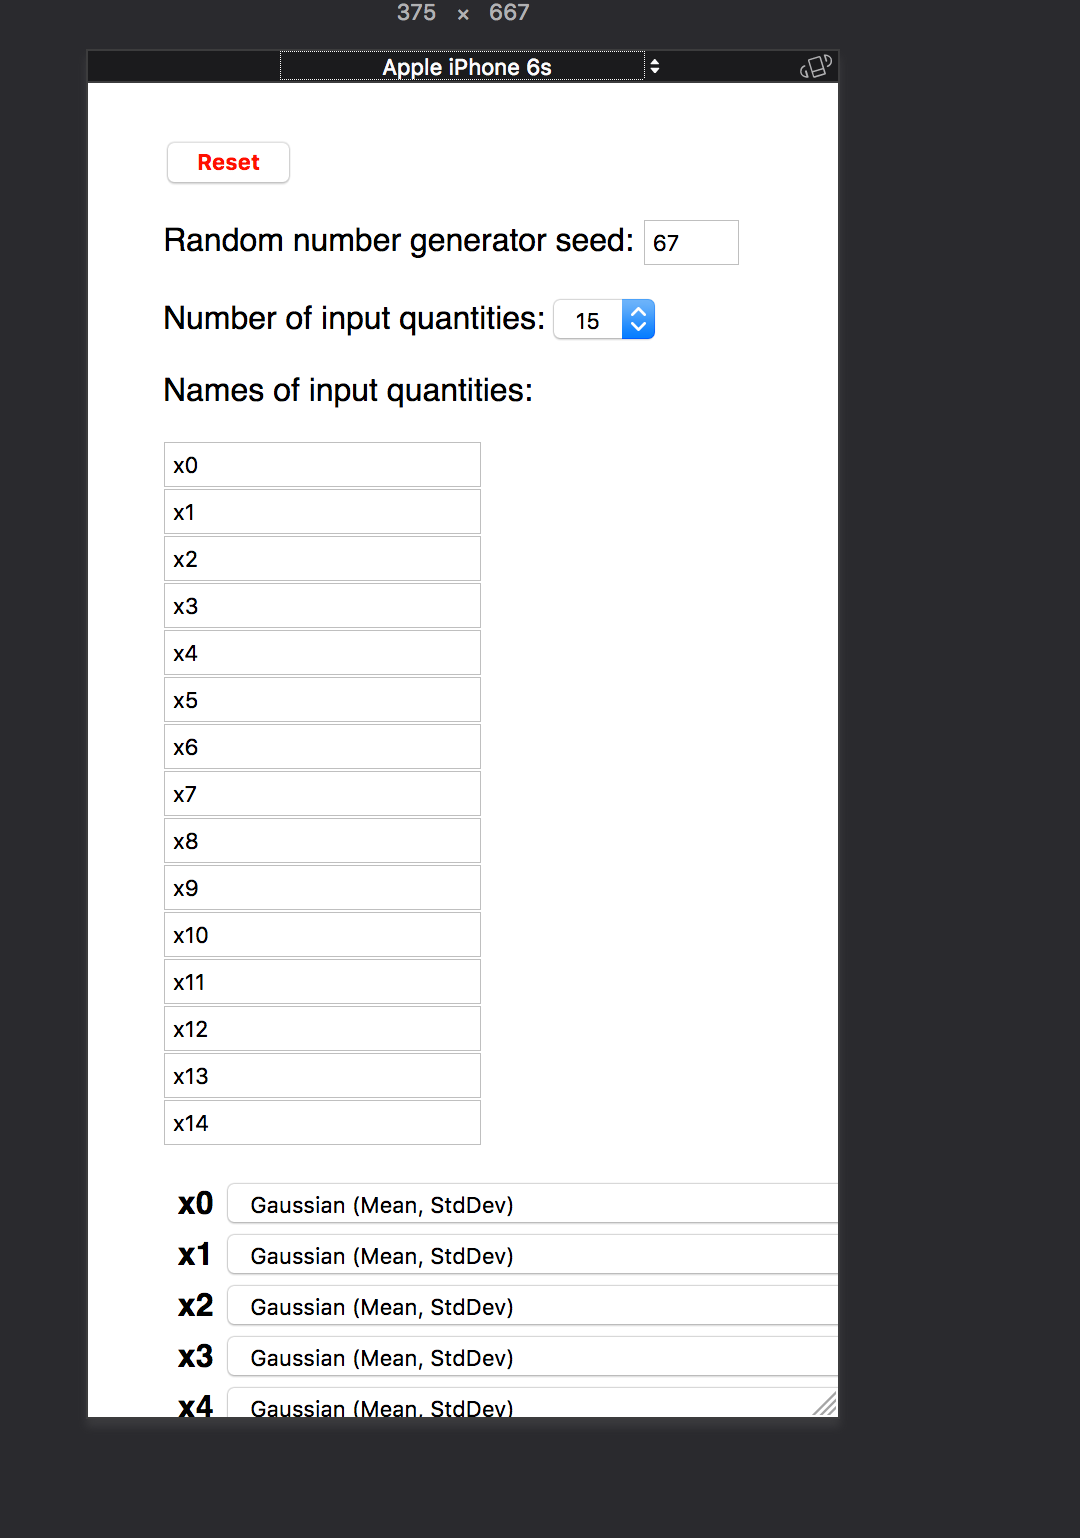 375 × 667
Apple iPhone 6s
Reset
Random number generator seed: 67
Number of input quantities: 15
Names of input quantities:
x0
x1
x2
x3
x4
x5
x6
x7
x8
x9
x10
x11
x12
x13
x14
x0 Gaussian (Mean, StdDev)
x1 Gaussian (Mean, StdDev)
x2 Gaussian (Mean, StdDev)
x3 Gaussian (Mean, StdDev)
x4 Gaussian (Mean, StdDev)